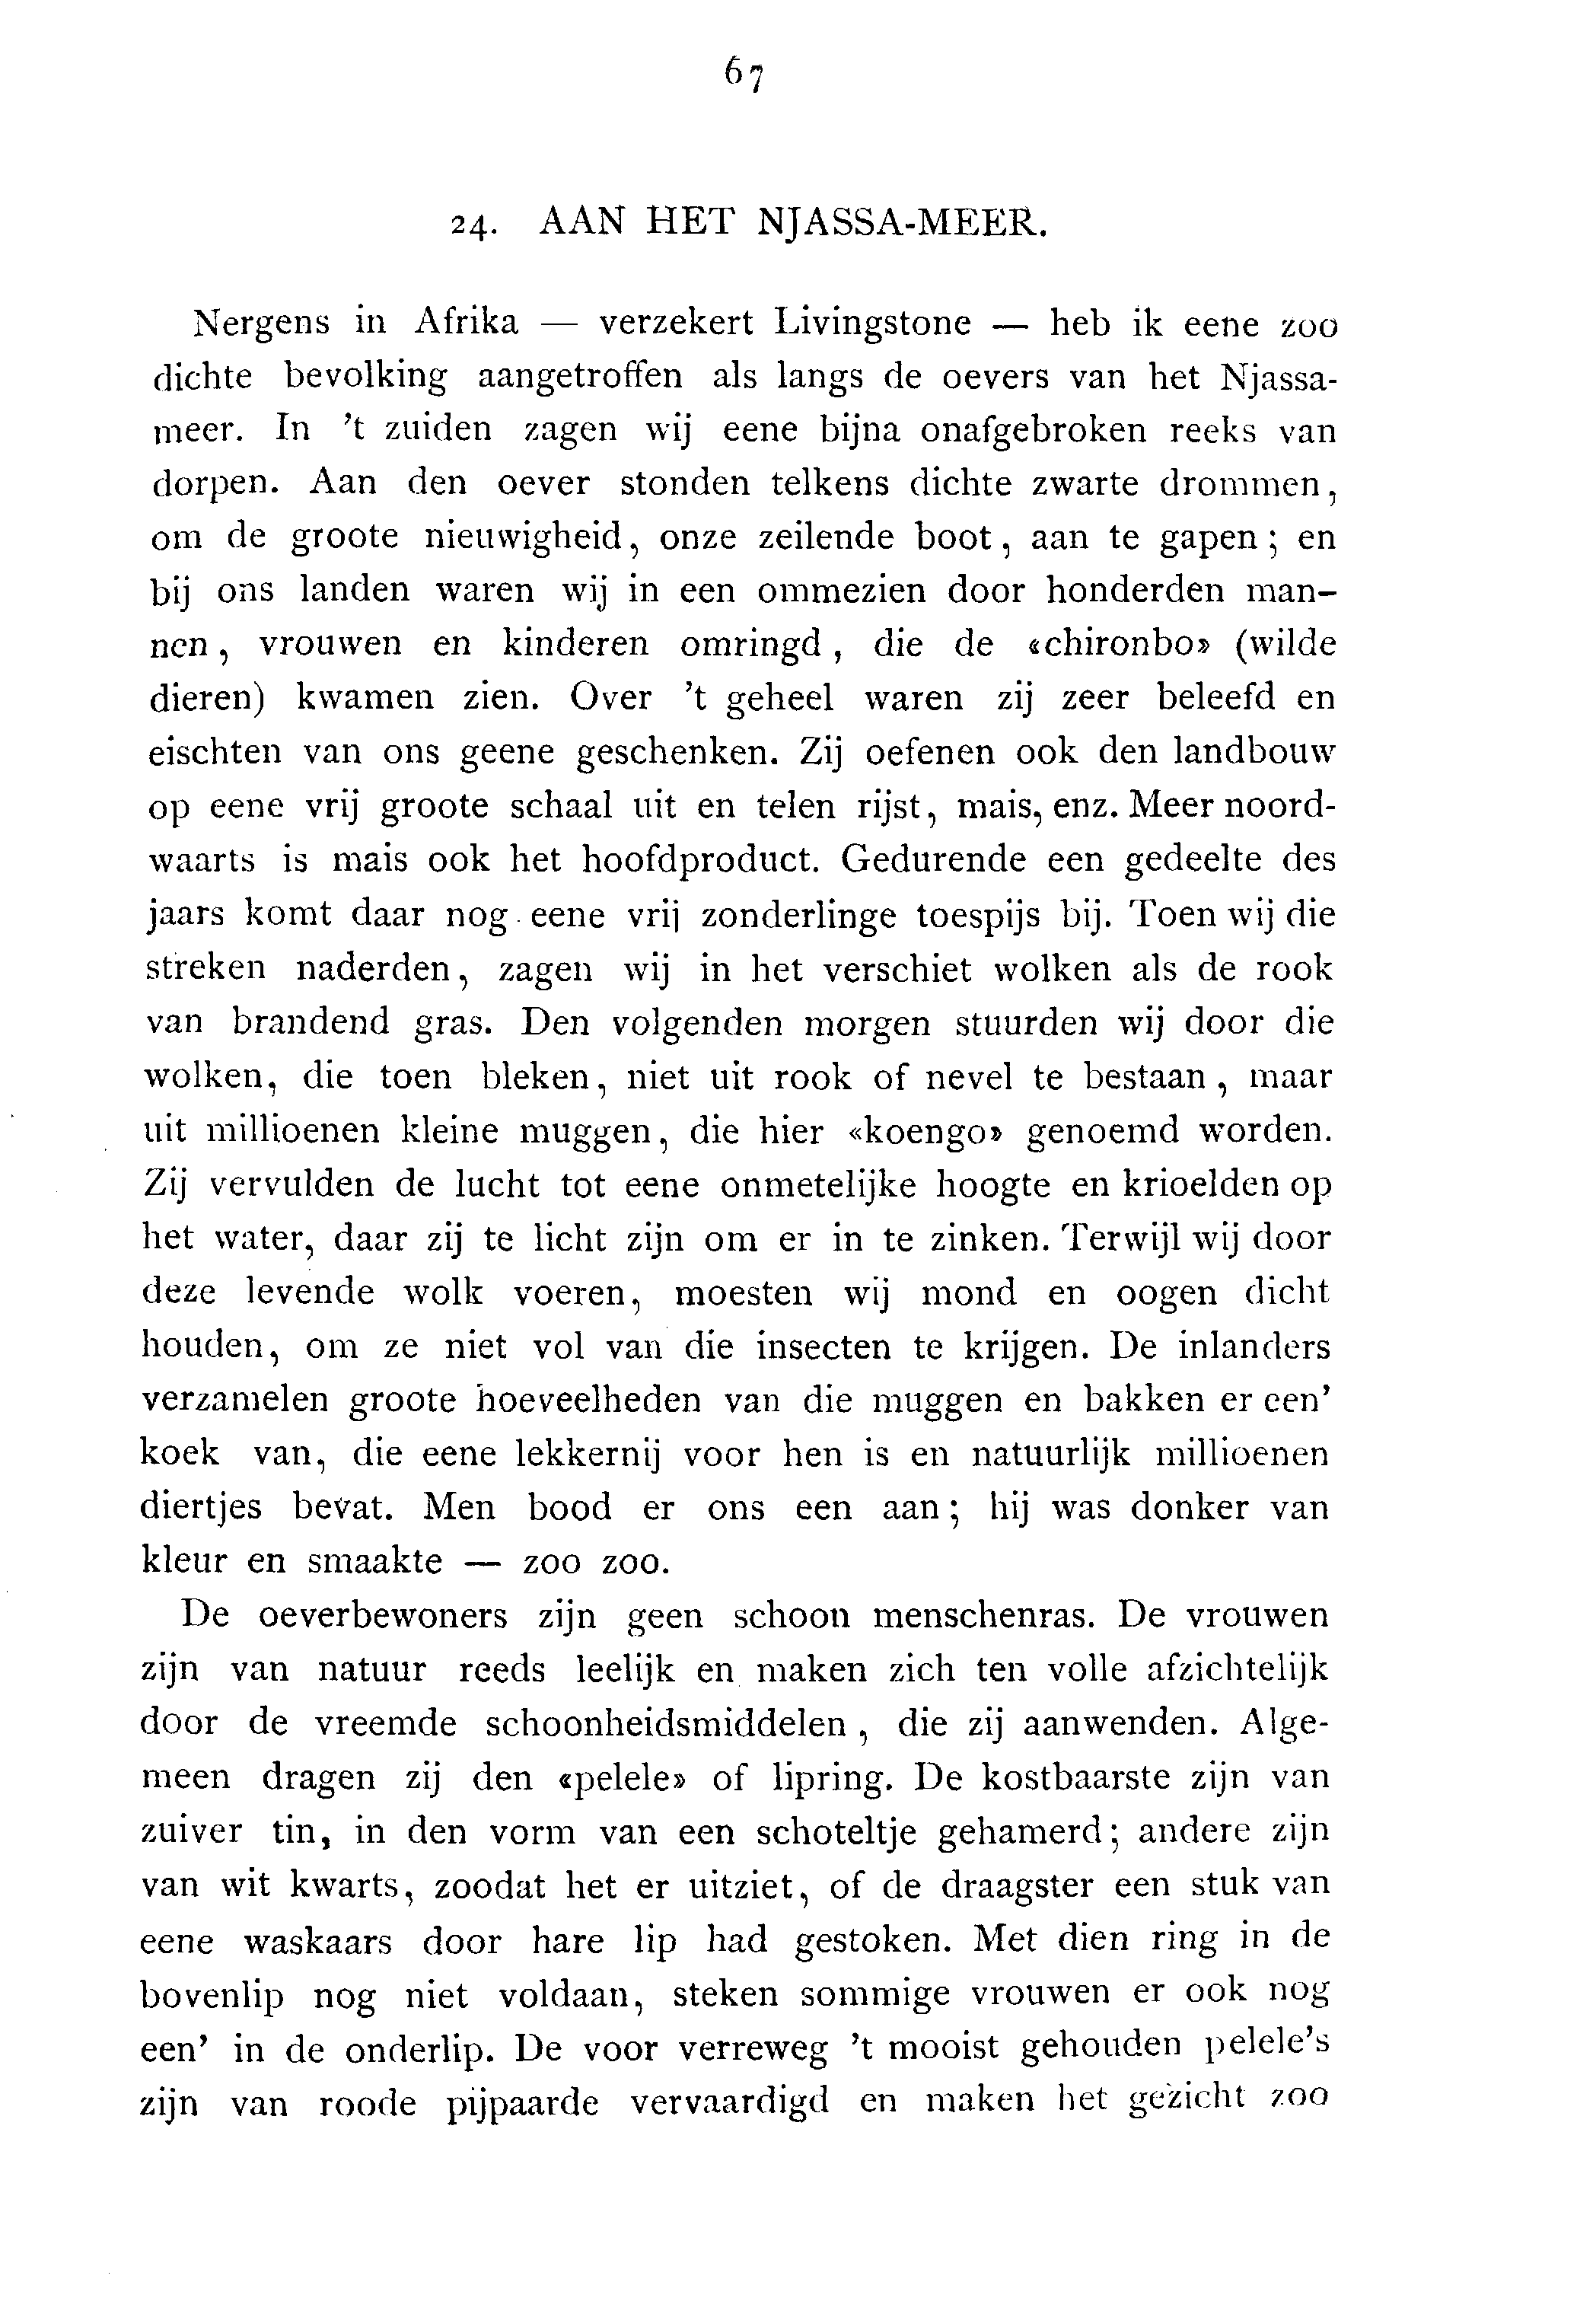 67
24. AAN HET NJASSA-MEER.
Nergens in Afrika — verzekert Livingstone — heb ik eene zoo
dichte bevolking aangetroffen als langs de oevers van het Njassa-
meer. In 't zuiden zagen wij eene bijna onafgebroken reeks van
dorpen. Aan den oever stonden telkens dichte zwarte drommen,
om de groote nieuwigheid, onze zeilende boot, aan te gapen; en
bij ons landen waren wij in een ommezien door honderden man-
nen, vrouwen en kinderen omringd, die de «chironbo» (wilde
dieren) kwamen zien. Over 't geheel waren zij zeer beleefd en
eischten van ons geene geschenken. Zij oefenen ook den landbouw
op eene vrij groote schaal uit en telen rijst, mais, enz. Meer noord-
waarts is mais ook het hoofdproduct. Gedurende een gedeelte des
jaars komt daar nog eene vrij zonderlinge toespijs bij. Toen wij die
streken naderden, zagen wij in het verschiet wolken als de rook
van brandend gras. Den volgenden morgen stuurden wij door die
wolken, die toen bleken, niet uit rook of nevel te bestaan, maar
uit millioenen kleine muggen, die hier «koengo» genoemd worden.
Zij vervulden de lucht tot eene onmetelijke hoogte en krioelden op
het water, daar zij te licht zijn om er in te zinken. Terwijl wij door
deze levende wolk voeren, moesten wij mond en oogen dicht
houden, om ze niet vol van die insecten te krijgen. De inlanders
verzamelen groote hoeveelheden van die muggen en bakken er een'
koek van, die eene lekkernij voor hen is en natuurlijk millioenen
diertjes bevat. Men bood er ons een aan; hij was donker van
kleur en smaakte — zoo zoo.
De oeverbewoners zijn geen schoon menschenras. De vrouwen
zijn van natuur reeds leelijk en maken zich ten volle afzichtelijk
door de vreemde schoonheidsmiddelen, die zij aanwenden. Alge-
meen dragen zij den «pelele» of lipring. De kostbaarste zijn van
zuiver tin, in den vorm van een schoteltje gehamerd; andere zijn
van wit kwarts, zoodat het er uitziet, of de draagster een stuk van
eene waskaars door hare lip had gestoken. Met dien ring in de
bovenlip nog niet voldaan, steken sommige vrouwen er ook nog
een' in de onderlip. De voor verreweg 't mooist gehouden pelele's
zijn van roode pijpaarde vervaardigd en maken het gezicht zoo